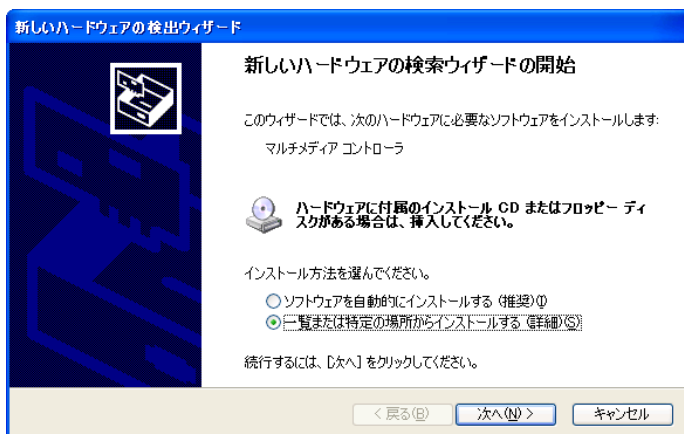 新しいハードウェアの検出ウィザード
新しいハードウェアの検索ウィザードの開始
このウィザードでは、次のハードウェアに必要なソフトウェアをインストールします:
マルチメディア コントローラ
ハードウェアに付属のインストール CD またはフロッピー ディ
スクがある場合は、挿入してください。
インストール方法を選んでください。
ソフトウェアを自動的にインストールする (推奨)(I)
一覧または特定の場所からインストールする (詳細)(S)
続行するには、[次へ] をクリックしてください。
< 戻る(B) 次へ(N) > キャンセル